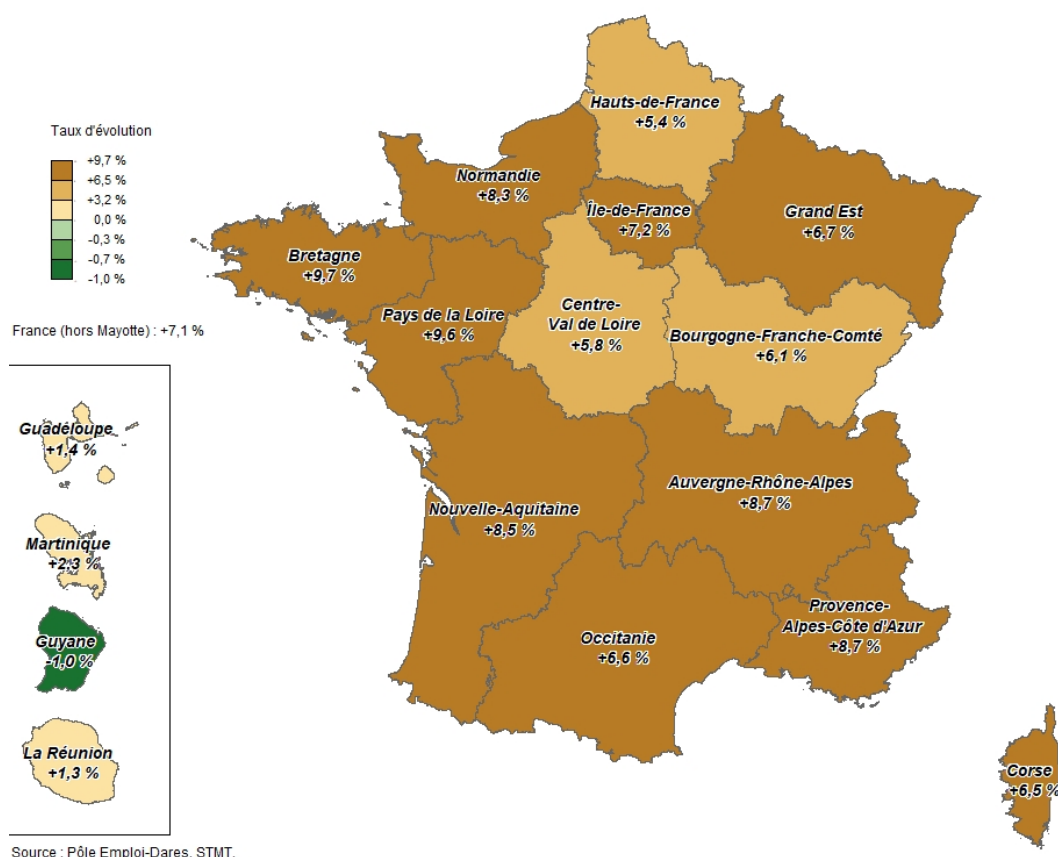 Taux d'évolution
+9,7 %
+6,5 %
+3,2 %
0,0 %
-0,3 %
-0,7 %
-1,0 %
France (hors Mayotte) : +7,1 %
Hauts-de-France
+5,4 %
Normandie
+8,3 %
Île-de-France
+7,2 %
Grand Est
+6,7 %
Bretagne
+9,7 %
Pays de la Loire
+9,6 %
Centre-
Val de Loire
+5,8 %
Bourgogne-Franche-Comté
+6,1 %
Nouvelle-Aquitaine
+8,5 %
Auvergne-Rhône-Alpes
+8,7 %
Occitanie
+6,6 %
Provence-
Alpes-Côte d'Azur
+8,7 %
Corse
+6,5 %
Guadeloupe
+1,4 %
Martinique
+2,3 %
Guyane
-1,0 %
La Réunion
+1,3 %
Source : Pôle Emploi-Dares, STMT.